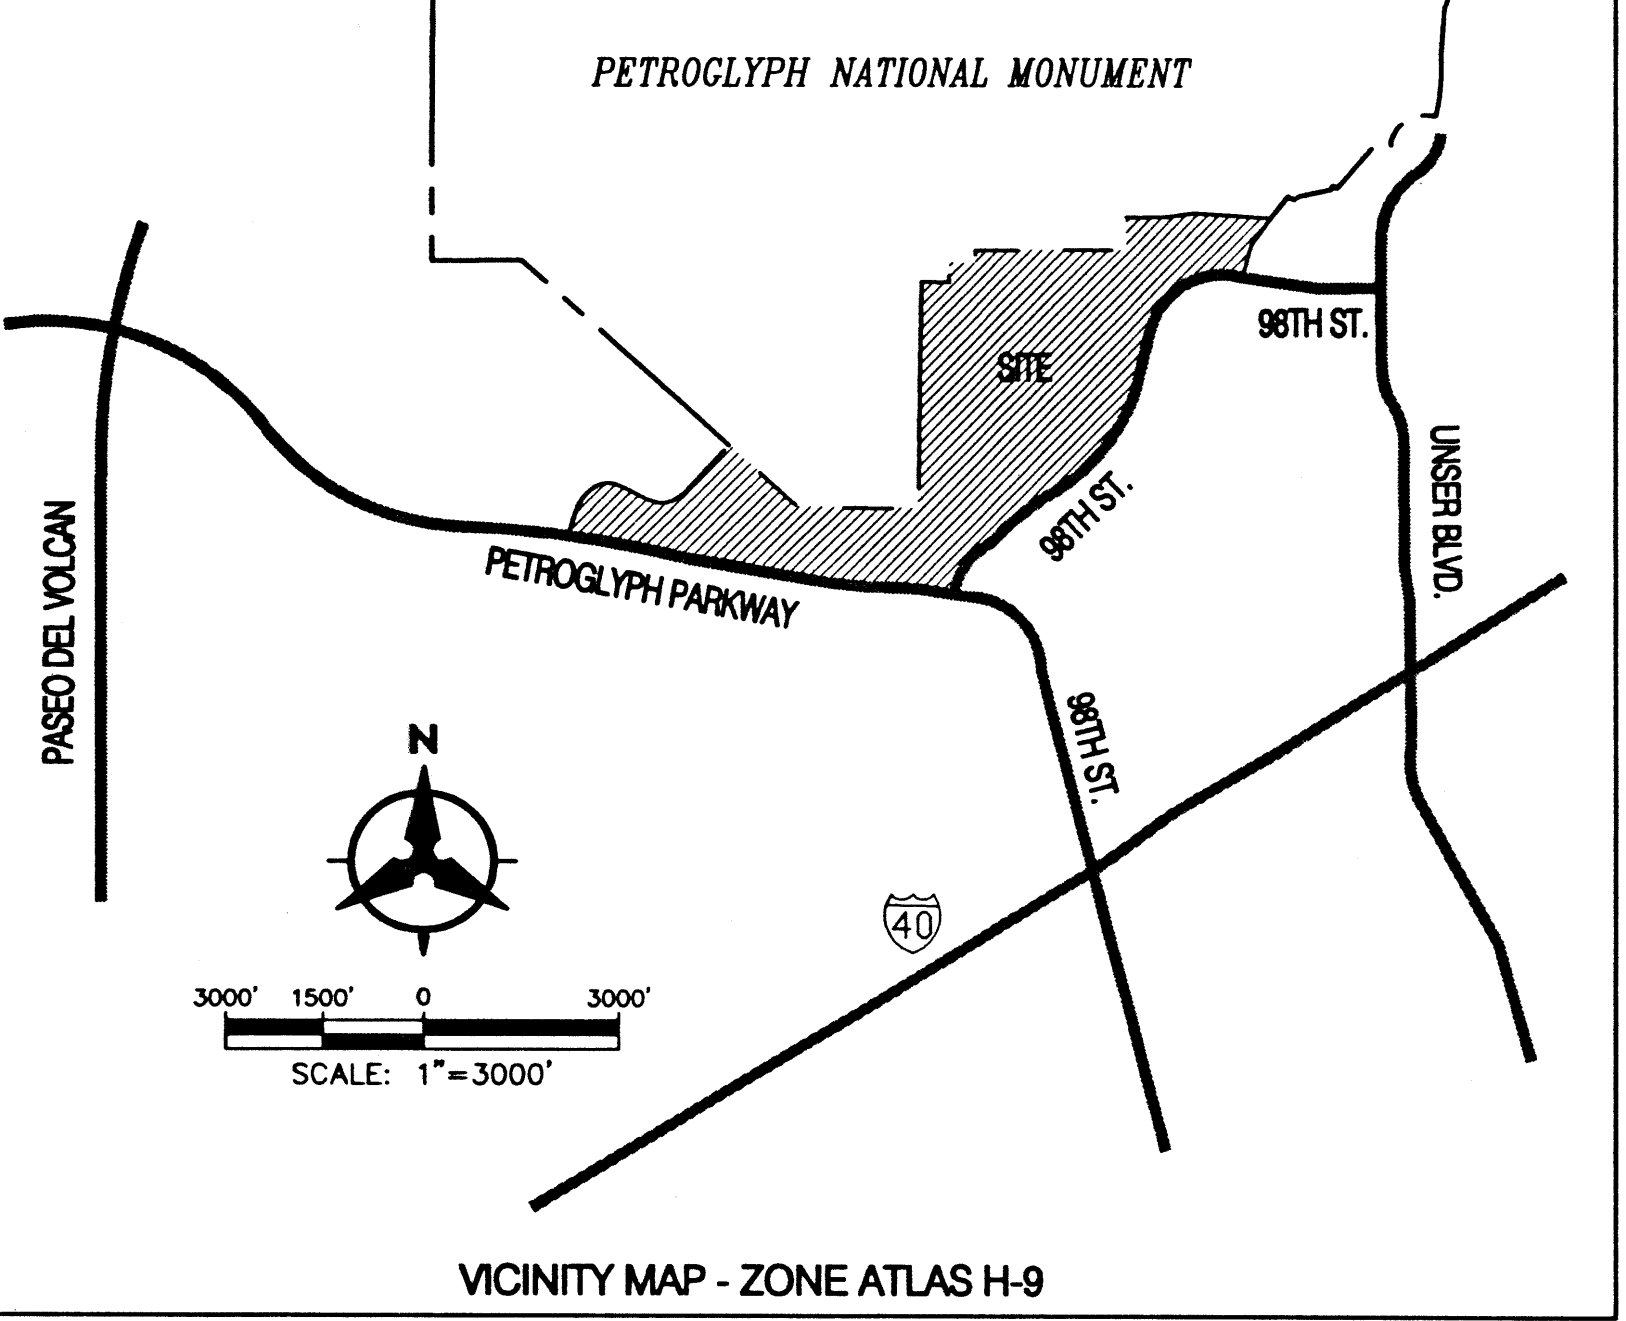 PETROGLYPH NATIONAL MONUMENT
98TH ST.
SITE
UNSER BLVD.
98TH ST.
PASEO DEL VOLCAN
PETROGLYPH PARKWAY
98TH ST.
N
40
3000' 1500' 0 3000'
SCALE: 1"=3000'
VICINITY MAP - ZONE ATLAS H-9